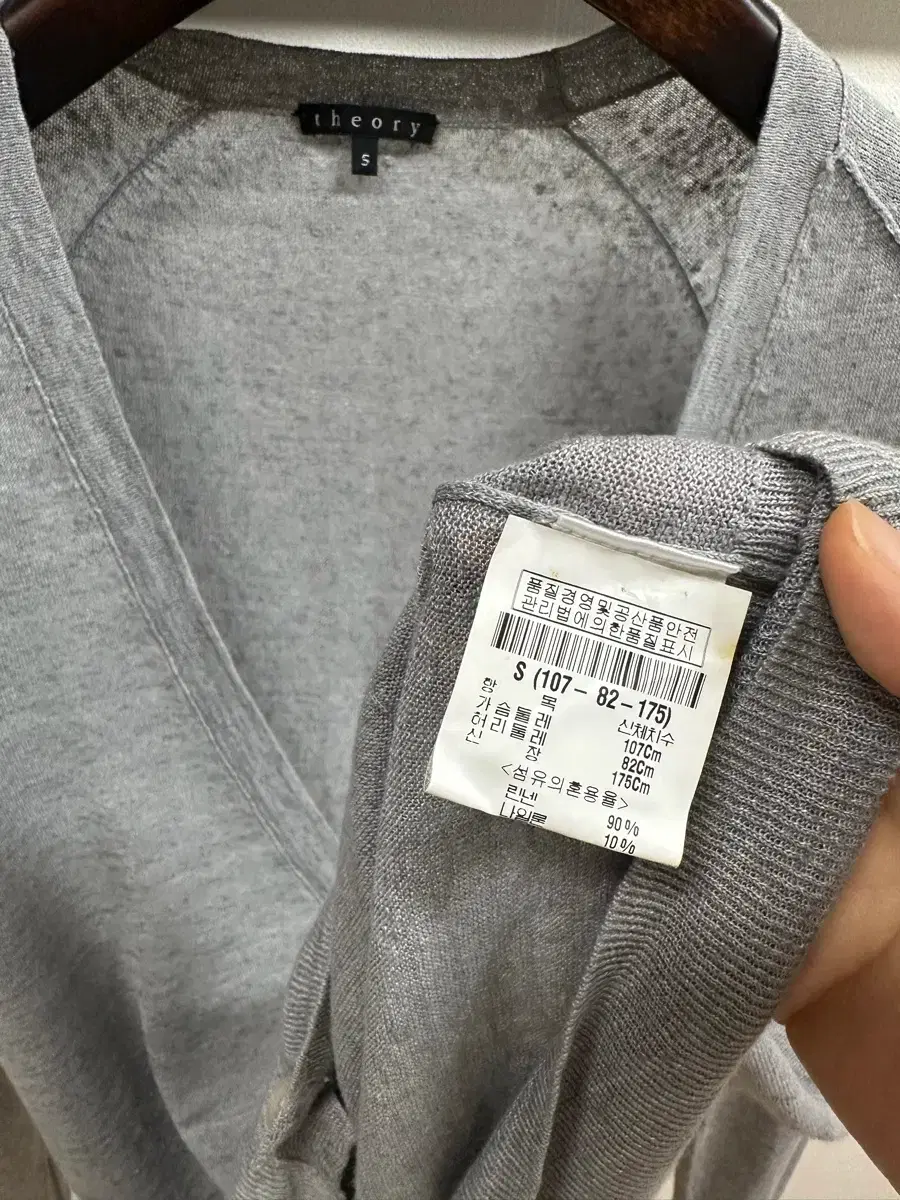 theory
S
품질경영및공산품안전
관리법에의한품질표시
S (107-82-175)
항 목 신체치수
가슴둘레 107Cm
허리둘레 82Cm
신 장 175Cm
<섬유의혼용율>
린넨 90%
나일론 10%